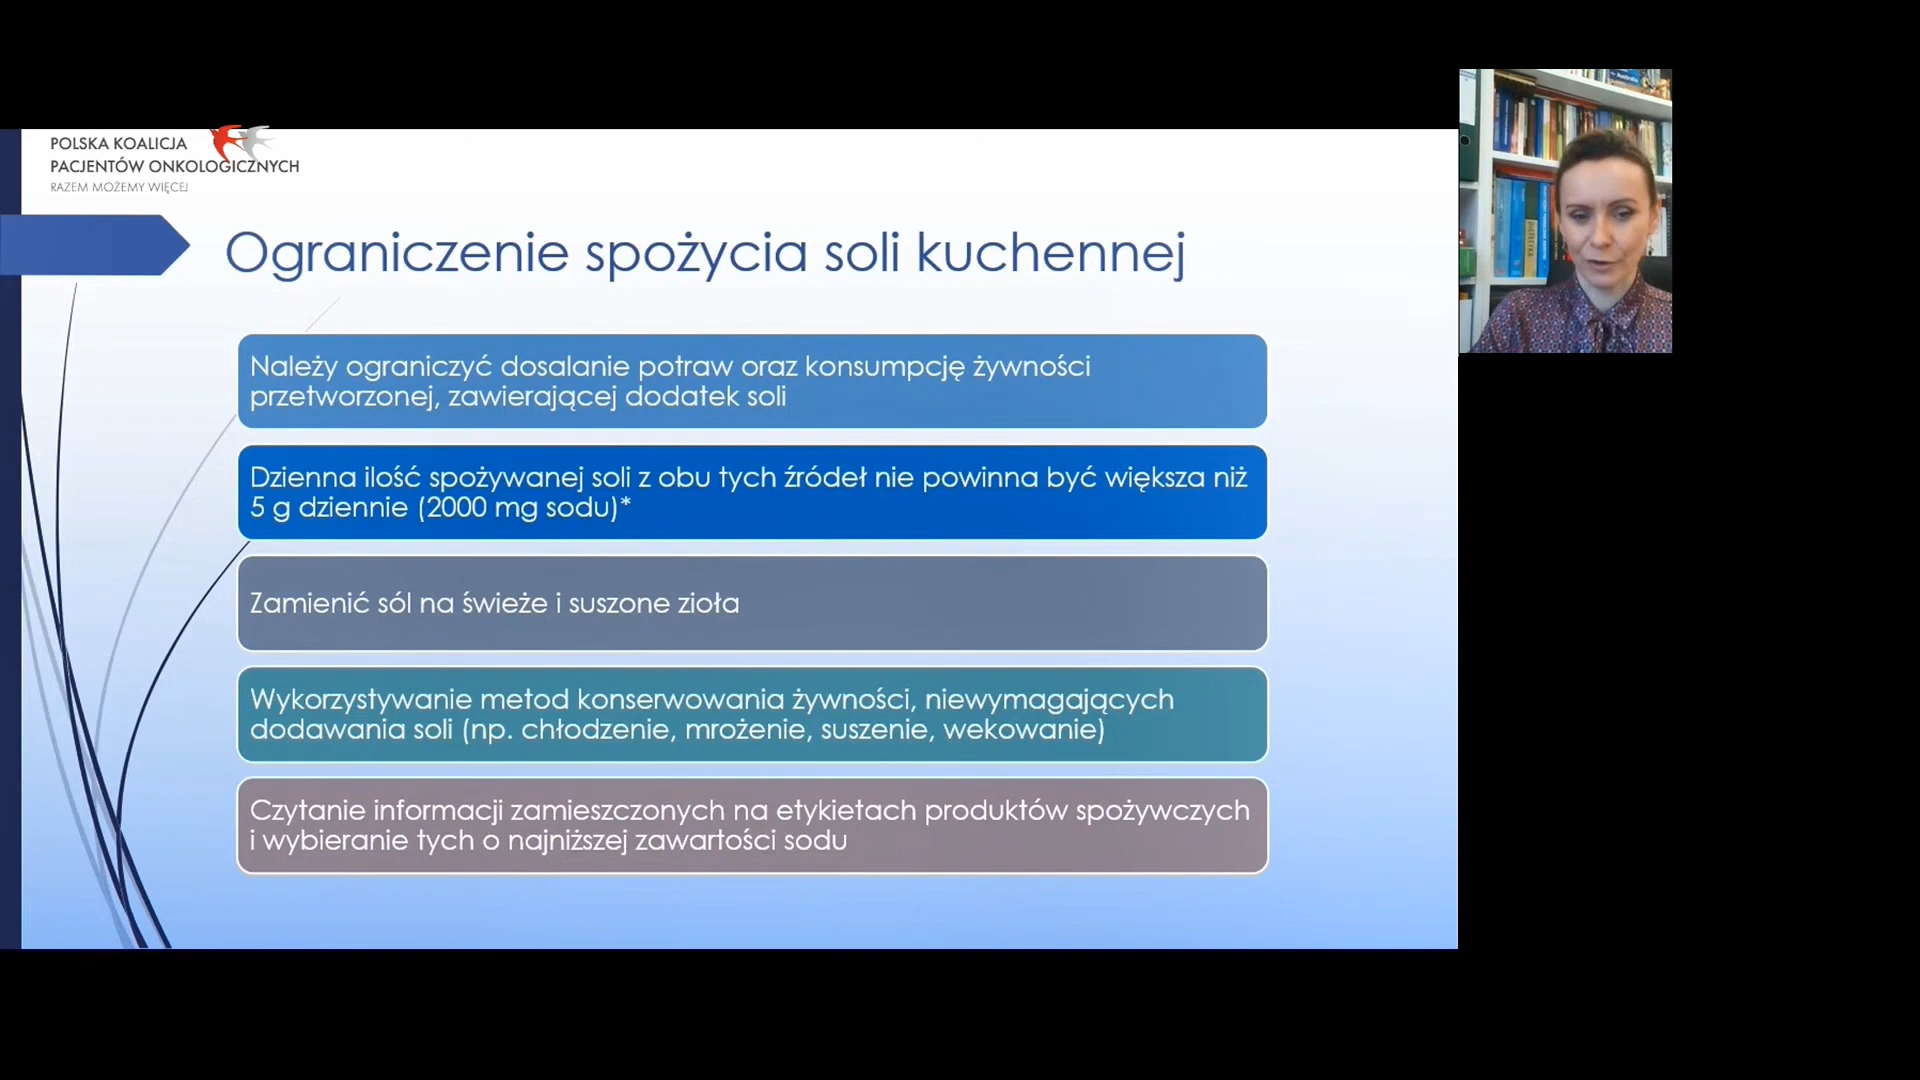 POLSKA KOALICJA
PACJENTÓW ONKOLOGICZNYCH
RAZEM MOŻEMY WIĘCEJ
Ograniczenie spożycia soli kuchennej
Należy ograniczyć dosalanie potraw oraz konsumpcję żywności
przetworzonej, zawierającej dodatek soli
Dzienna ilość spożywanej soli z obu tych źródeł nie powinna być większa niż
5 g dziennie (2000 mg sodu)*
Zamienić sól na świeże i suszone zioła
Wykorzystywanie metod konserwowania żywności, niewymagających
dodawania soli (np. chłodzenie, mrożenie, suszenie, wekowanie)
Czytanie informacji zamieszczonych na etykietach produktów spożywczych
i wybieranie tych o najniższej zawartości sodu